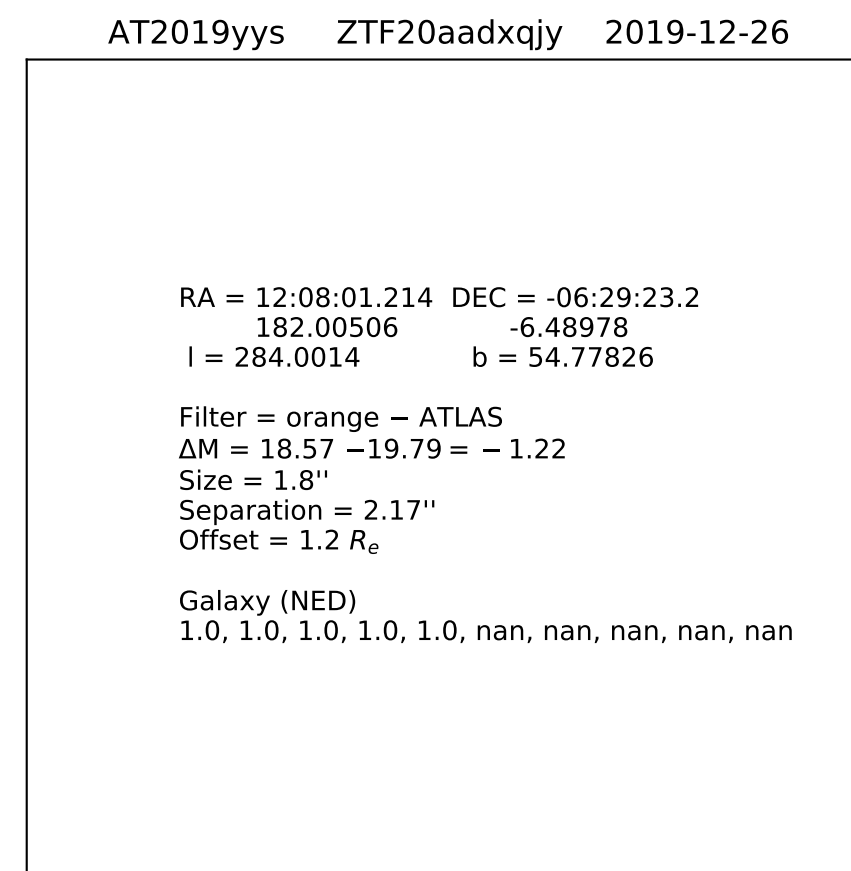 AT2019yys ZTF20aadxqjy 2019-12-26
RA = 12:08:01.214 DEC = -06:29:23.2
182.00506 -6.48978
l = 284.0014 b = 54.77826
Filter = orange − ATLAS
ΔM = 18.57 −19.79 = − 1.22
Size = 1.8''
Separation = 2.17''
Offset = 1.2 Rₑ
Galaxy (NED)
1.0, 1.0, 1.0, 1.0, 1.0, nan, nan, nan, nan, nan